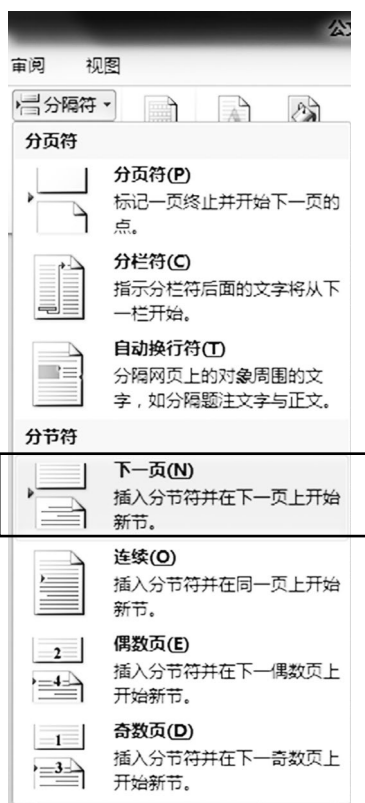 公文
审阅 视图
分隔符
分页符
分页符(P)
标记一页终止并开始下一页的
点。
分栏符(C)
指示分栏符后面的文字将从下
一栏开始。
自动换行符(T)
分隔网页上的对象周围的文
字，如分隔题注文字与正文。
分节符
下一页(N)
插入分节符并在下一页上开始
新节。
连续(O)
插入分节符并在同一页上开始
新节。
偶数页(E)
插入分节符并在下一偶数页上
开始新节。
奇数页(D)
插入分节符并在下一奇数页上
开始新节。
2
4
1
3